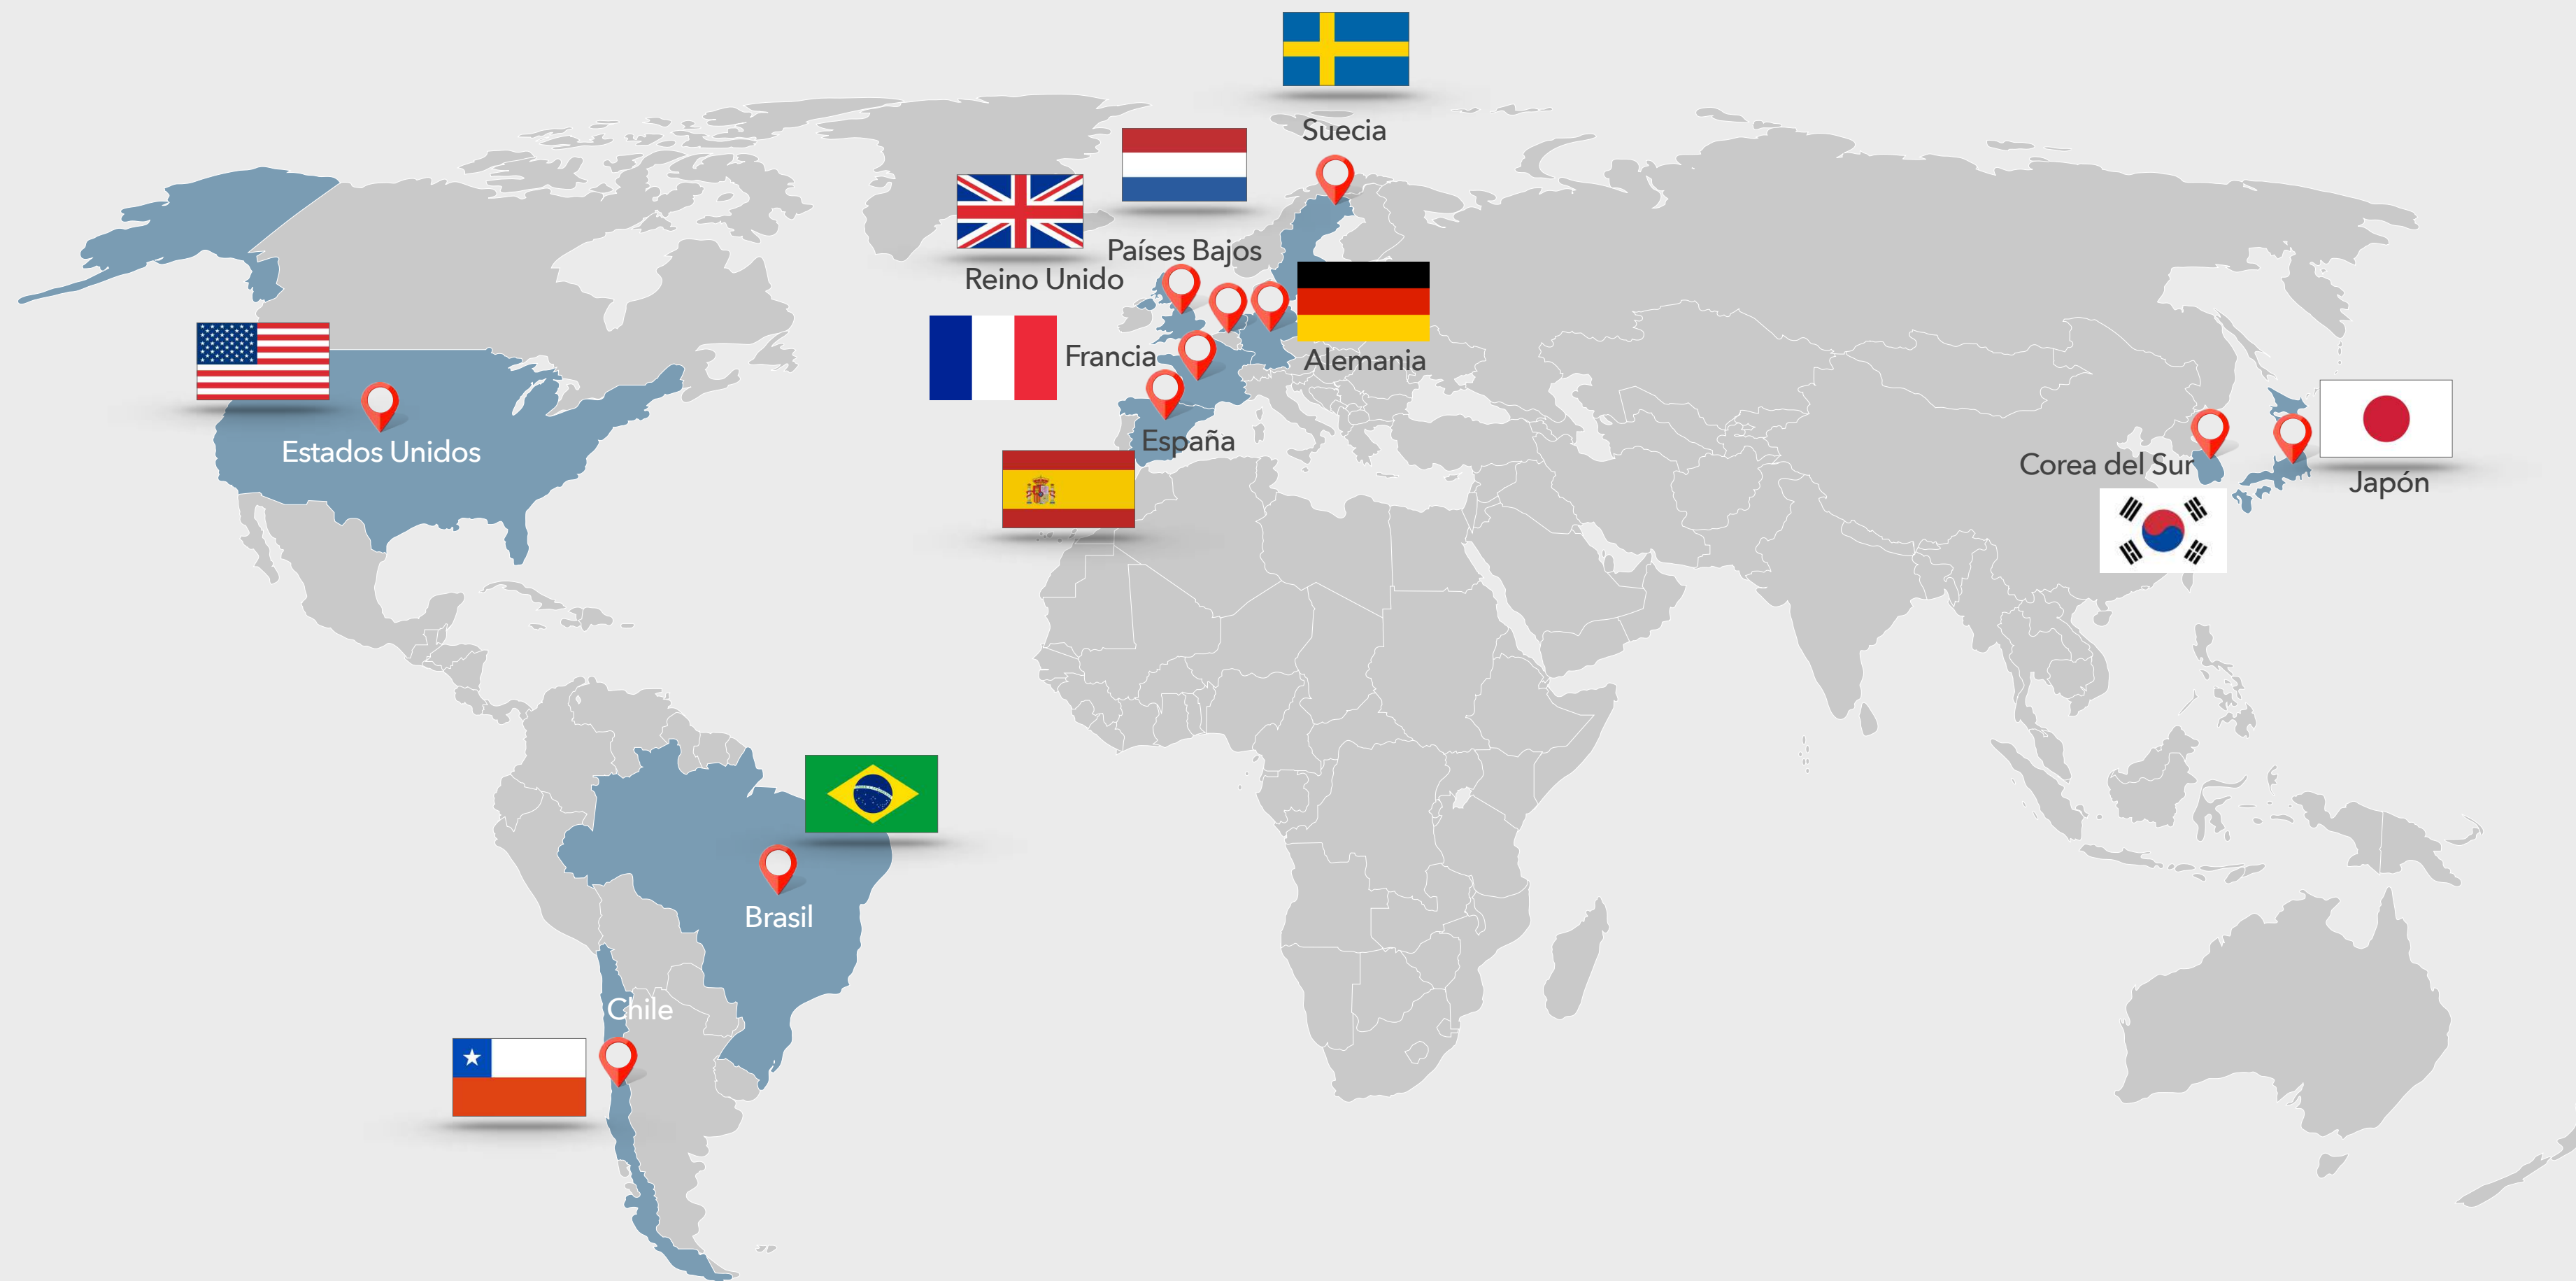 Suecia
Países Bajos
Reino Unido
Francia
Alemania
España
Estados Unidos
Corea del Sur
Japón
Brasil
Chile